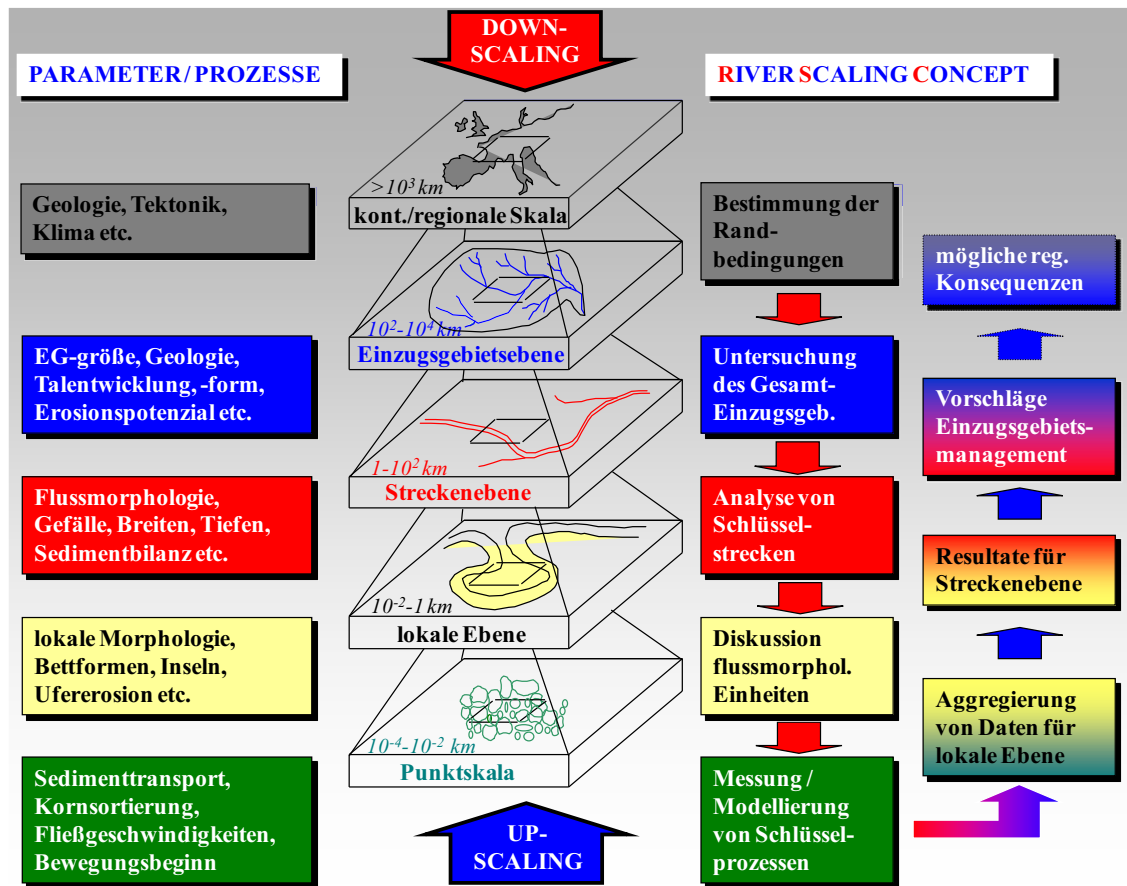 DOWN-
SCALING
PARAMETER / PROZESSE
RIVER SCALING CONCEPT
>10³ km
kont./regionale Skala
Geologie, Tektonik,
Klima etc.
Bestimmung der
Rand-
bedingungen
mögliche reg.
Konsequenzen
10²-10⁴ km
Einzugsgebietsebene
EG-größe, Geologie,
Talentwicklung, -form,
Erosionspotenzial etc.
Untersuchung
des Gesamt-
Einzugsgeb.
Vorschläge
Einzugsgebiets-
management
1-10² km
Streckenebene
Flussmorphologie,
Gefälle, Breiten, Tiefen,
Sedimentbilanz etc.
Analyse von
Schlüssel-
strecken
Resultate für
Streckenebene
10⁻²-1 km
lokale Ebene
lokale Morphologie,
Bettformen, Inseln,
Ufererosion etc.
Diskussion
flussmorphol.
Einheiten
Aggregierung
von Daten für
lokale Ebene
10⁻⁴-10⁻² km
Punktskala
Sedimenttransport,
Kornsortierung,
Fließgeschwindigkeiten,
Bewegungsbeginn
Messung /
Modellierung
von Schlüssel-
prozessen
UP-
SCALING